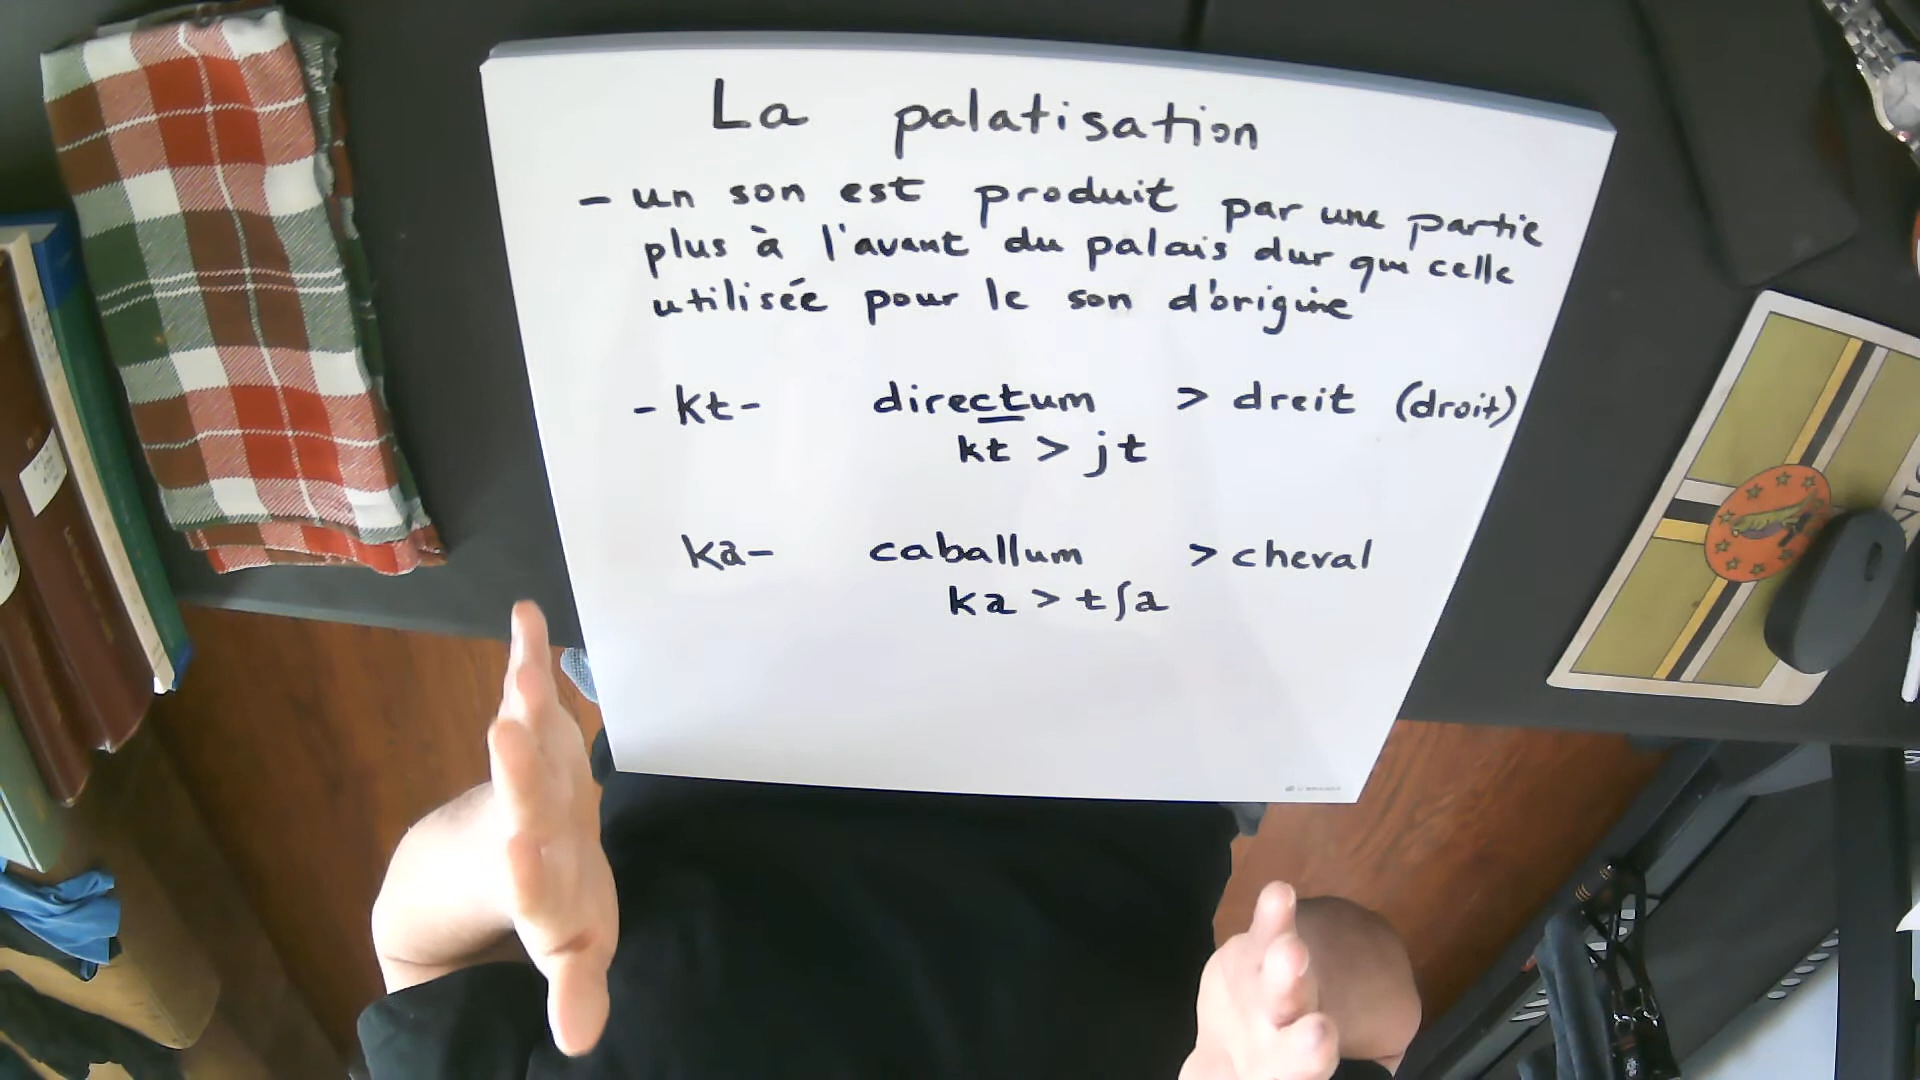 La palatisation
- un son est produit par une partie
plus à l'avant du palais dur que celle
utilisée pour le son d'origine
- kt- directum > dreit (droit)
kt > jt
ka- caballum > cheval
ka > tʃa